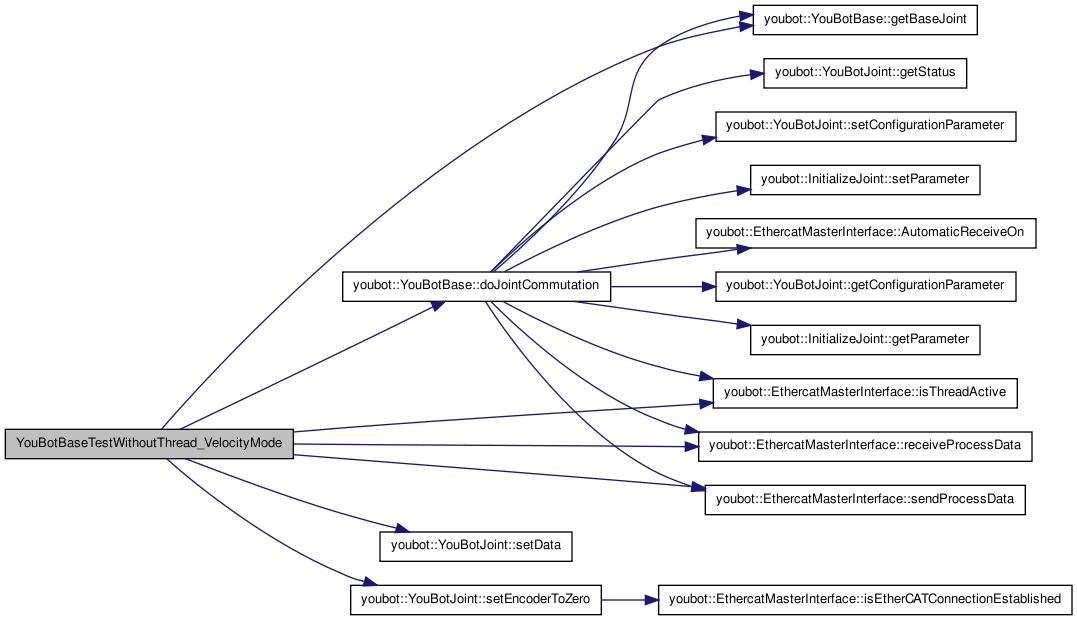 youbot::YouBotBase::getBaseJoint
youbot::YouBotJoint::getStatus
youbot::YouBotJoint::setConfigurationParameter
youbot::InitializeJoint::setParameter
youbot::EthercatMasterInterface::AutomaticReceiveOn
youbot::YouBotBase::doJointCommutation
youbot::YouBotJoint::getConfigurationParameter
youbot::InitializeJoint::getParameter
youbot::EthercatMasterInterface::isThreadActive
YouBotBaseTestWithoutThread_VelocityMode
youbot::EthercatMasterInterface::receiveProcessData
youbot::EthercatMasterInterface::sendProcessData
youbot::YouBotJoint::setData
youbot::YouBotJoint::setEncoderToZero
youbot::EthercatMasterInterface::isEtherCATConnectionEstablished